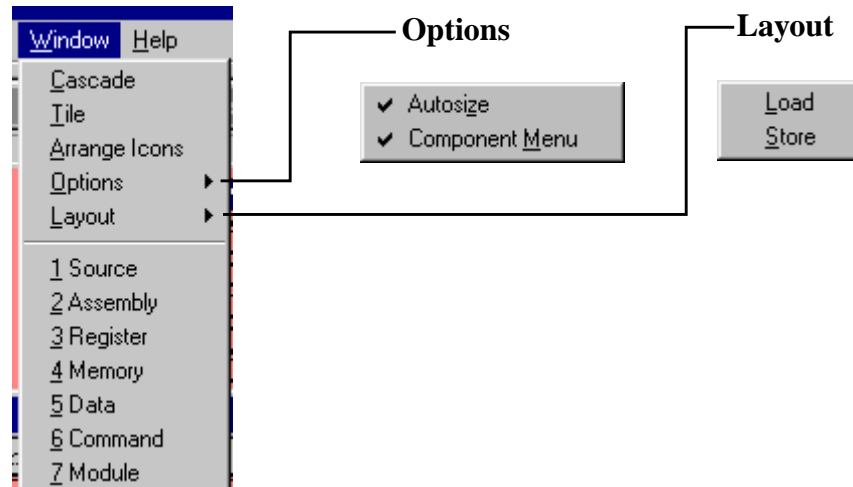 Window Help
Cascade
Tile
Arrange Icons
Options
Layout
1 Source
2 Assembly
3 Register
4 Memory
5 Data
6 Command
7 Module
Options
Autosize
Component Menu
Layout
Load
Store